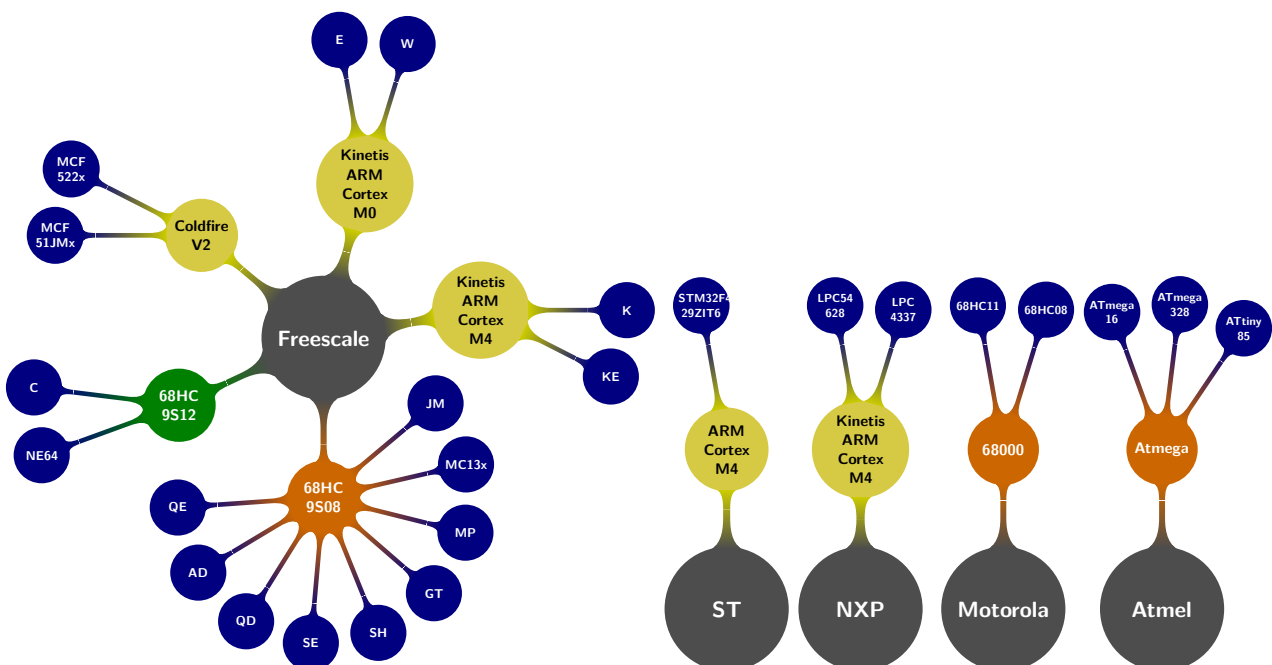 E
W
Kinetis
ARM
Cortex
M0
MCF
522x
MCF
51JMx
Coldfire
V2
Freescale
Kinetis
ARM
Cortex
M4
K
KE
C
NE64
68HC
9S12
68HC
9S08
JM
MC13x
MP
GT
SH
SE
QD
AD
QE
STM32F4
29ZIT6
ARM
Cortex
M4
ST
LPC54
628
LPC
4337
Kinetis
ARM
Cortex
M4
NXP
68HC11
68HC08
68000
Motorola
ATmega
16
ATmega
328
ATtiny
85
Atmega
Atmel